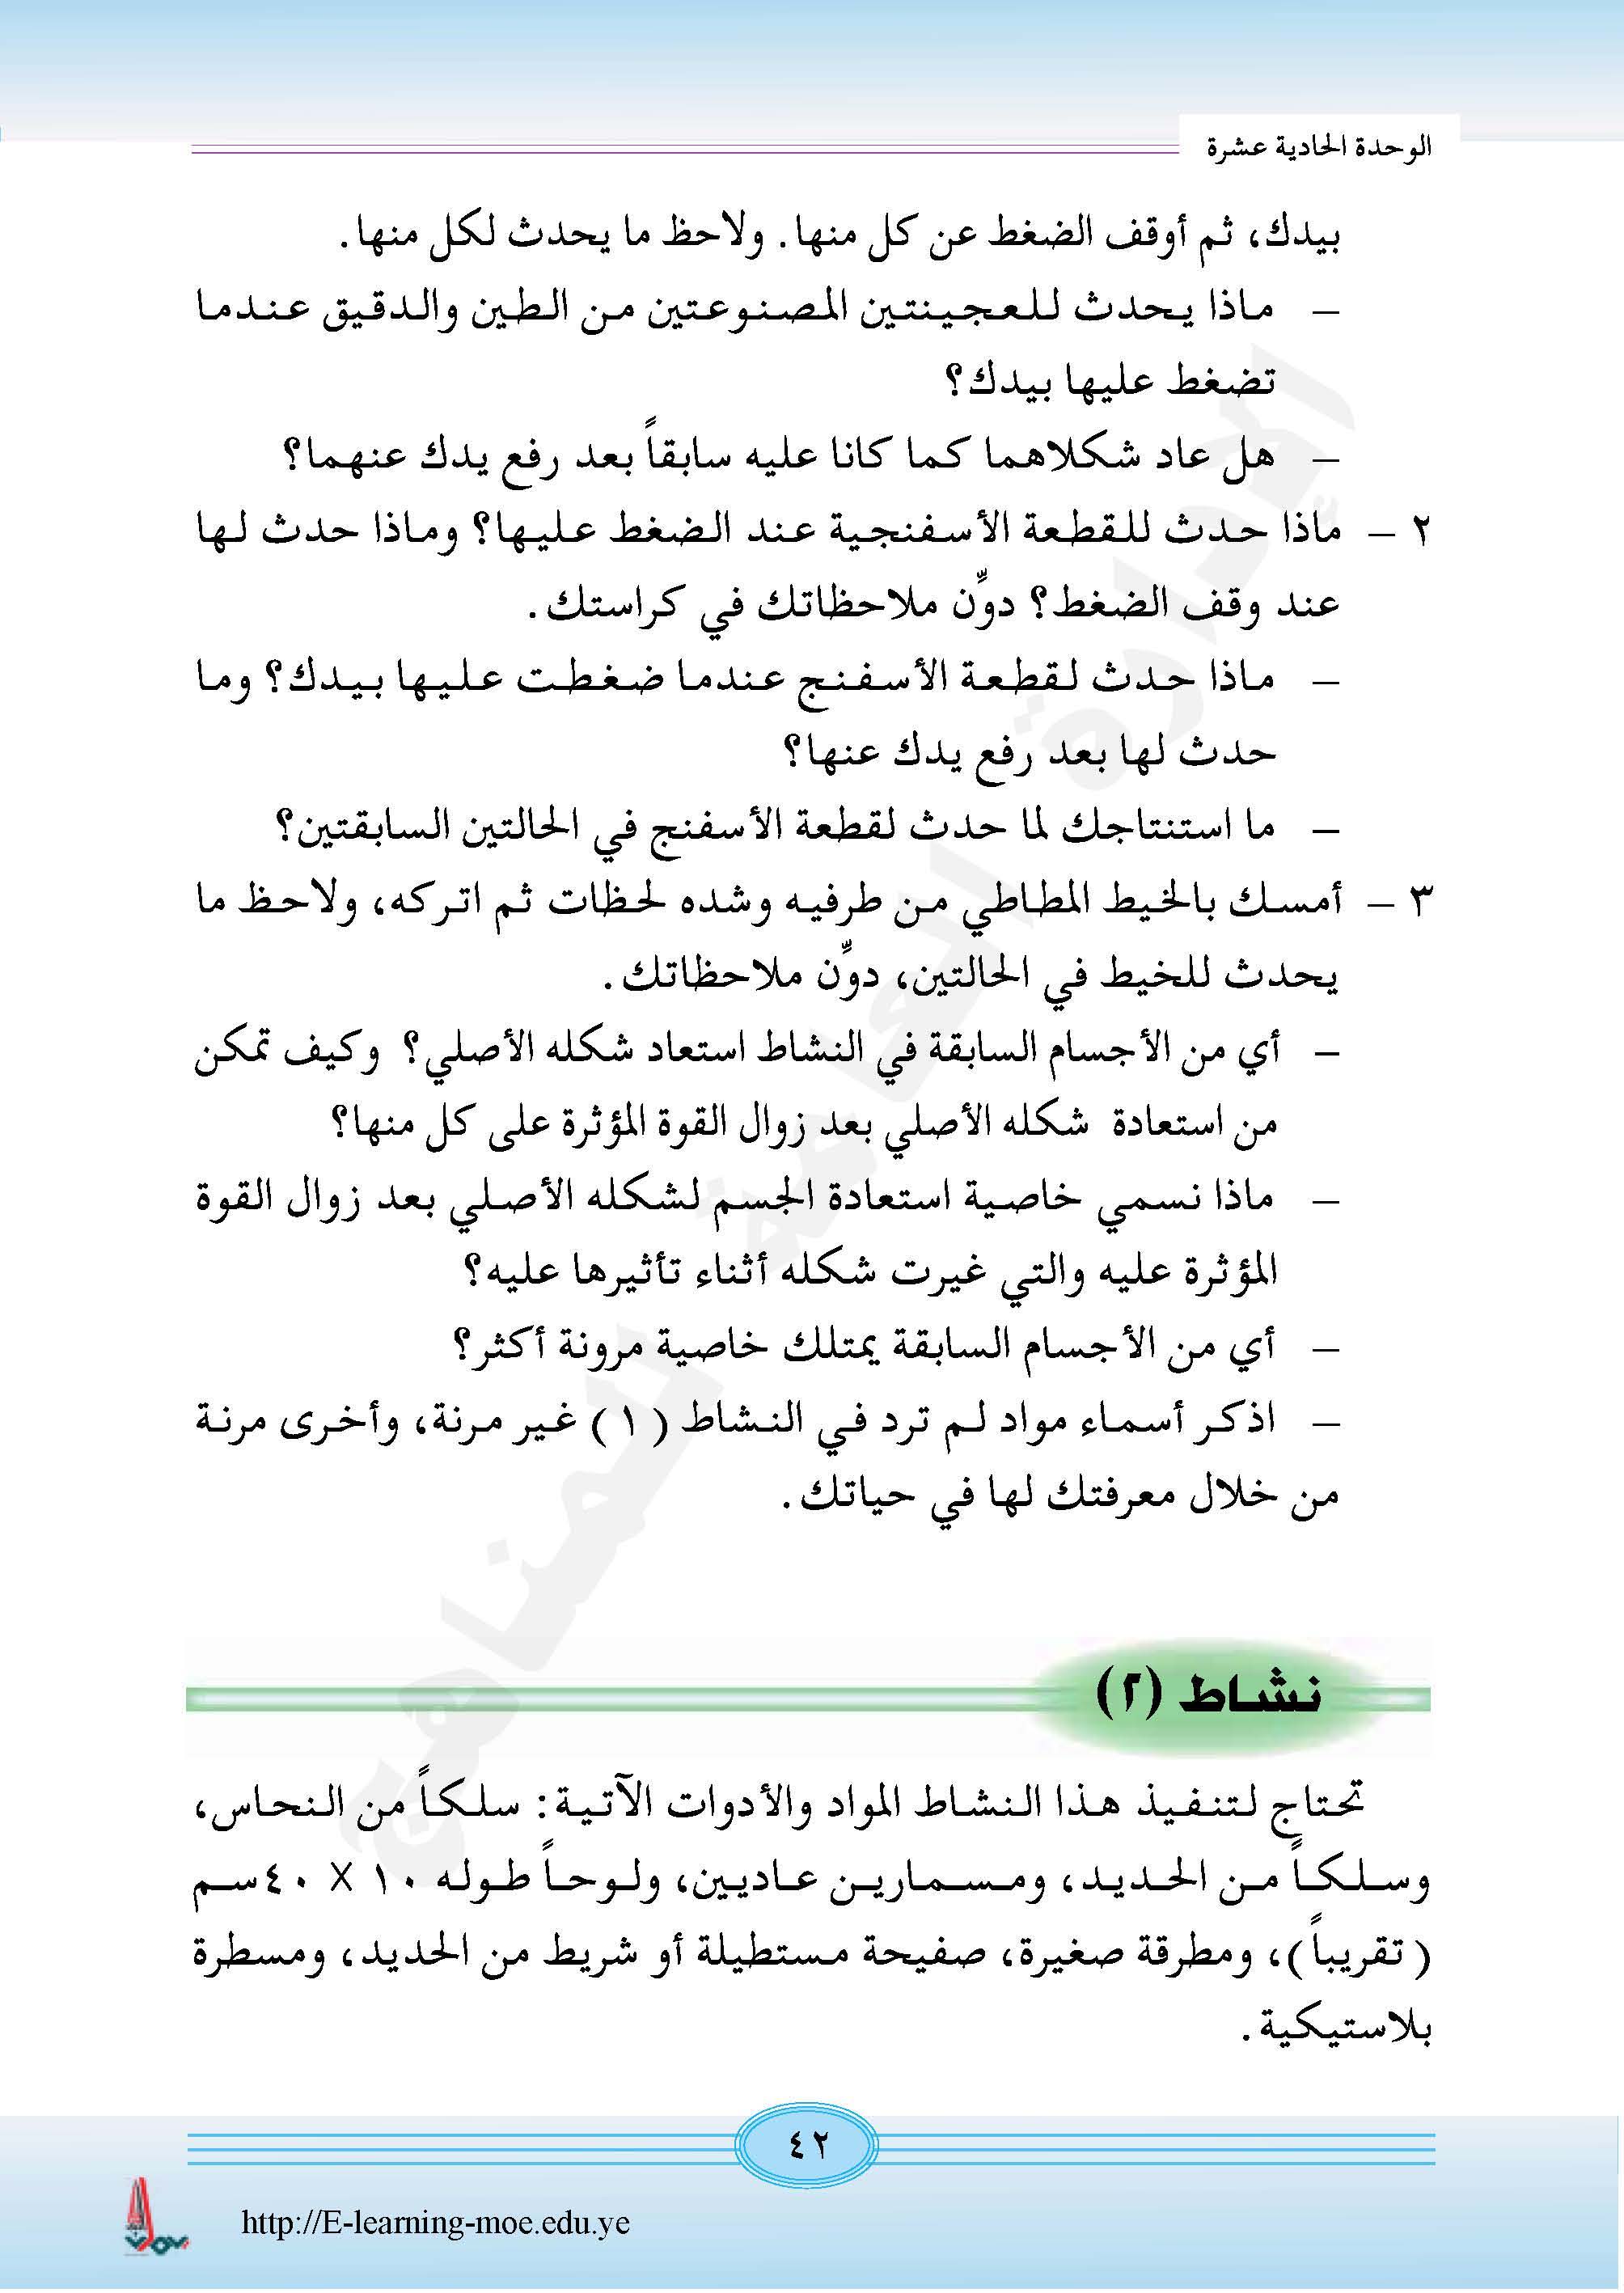 الوحدة الحادية عشرة
بيدك، ثم أوقف الضغط عن كل منها. ولاحظ ما يحدث لكل منها.
– ماذا يحدث للعجينتين المصنوعتين من الطين والدقيق عندما
تضغط عليها بيدك؟
– هل عاد شكلاهما كما كانا عليه سابقاً بعد رفع يدك عنهما؟
٢ – ماذا حدث للقطعة الأسفنجية عند الضغط عليها؟ وماذا حدث لها
عند وقف الضغط؟ دوِّن ملاحظاتك في كراستك.
– ماذا حدث لقطعة الأسفنج عندما ضغطت عليها بيدك؟ وما
حدث لها بعد رفع يدك عنها؟
– ما استنتاجك لما حدث لقطعة الأسفنج في الحالتين السابقتين؟
٣ – أمسك بالخيط المطاطي من طرفيه وشده لحظات ثم اتركه، ولاحظ ما
يحدث للخيط في الحالتين، دوِّن ملاحظاتك.
– أي من الأجسام السابقة في النشاط استعاد شكله الأصلي؟ وكيف تمكن
من استعادة شكله الأصلي بعد زوال القوة المؤثرة على كل منها؟
– ماذا نسمي خاصية استعادة الجسم لشكله الأصلي بعد زوال القوة
المؤثرة عليه والتي غيرت شكله أثناء تأثيرها عليه؟
– أي من الأجسام السابقة يمتلك خاصية مرونة أكثر؟
– اذكر أسماء مواد لم ترد في النشاط ( ١ ) غير مرنة، وأخرى مرنة
من خلال معرفتك لها في حياتك.
نشاط (٢)
تحتاج لتنفيذ هذا النشاط المواد والأدوات الآتية: سلكاً من النحاس،
وسلكاً من الحديد، ومسمارين عاديين، ولوحاً طوله ١٠ X ٤٠سم
( تقريباً )، ومطرقة صغيرة، صفيحة مستطيلة أو شريط من الحديد، ومسطرة
بلاستيكية.
٤٢
http://E-learning-moe.edu.ye
الإدارة العامة للمناهج